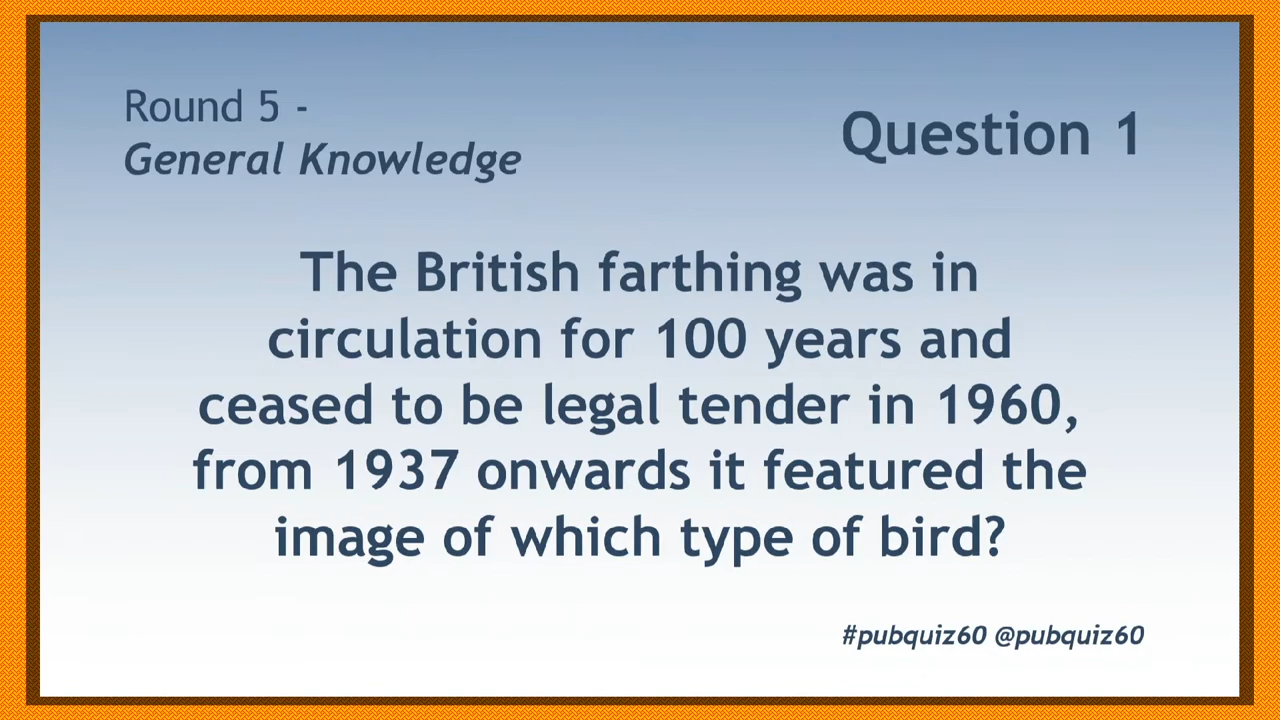 Round 5 -
General Knowledge
Question 1
The British farthing was in
circulation for 100 years and
ceased to be legal tender in 1960,
from 1937 onwards it featured the
image of which type of bird?
#pubquiz60 @pubquiz60